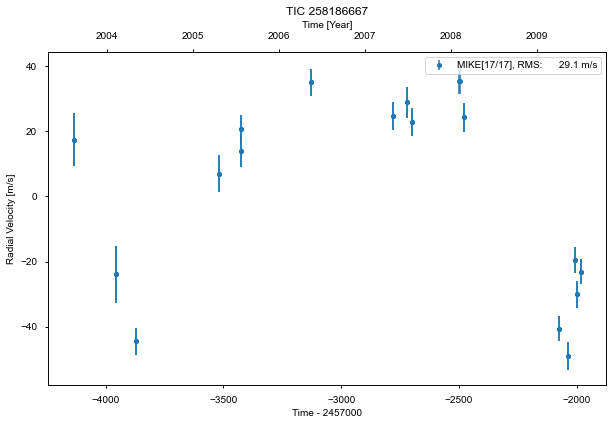 TIC 258186667
Time [Year]
2004 2005 2006 2007 2008 2009
MIKE[17/17], RMS: 29.1 m/s
40
20
0
−20
−40
Radial Velocity [m/s]
−4000 −3500 −3000 −2500 −2000
Time - 2457000